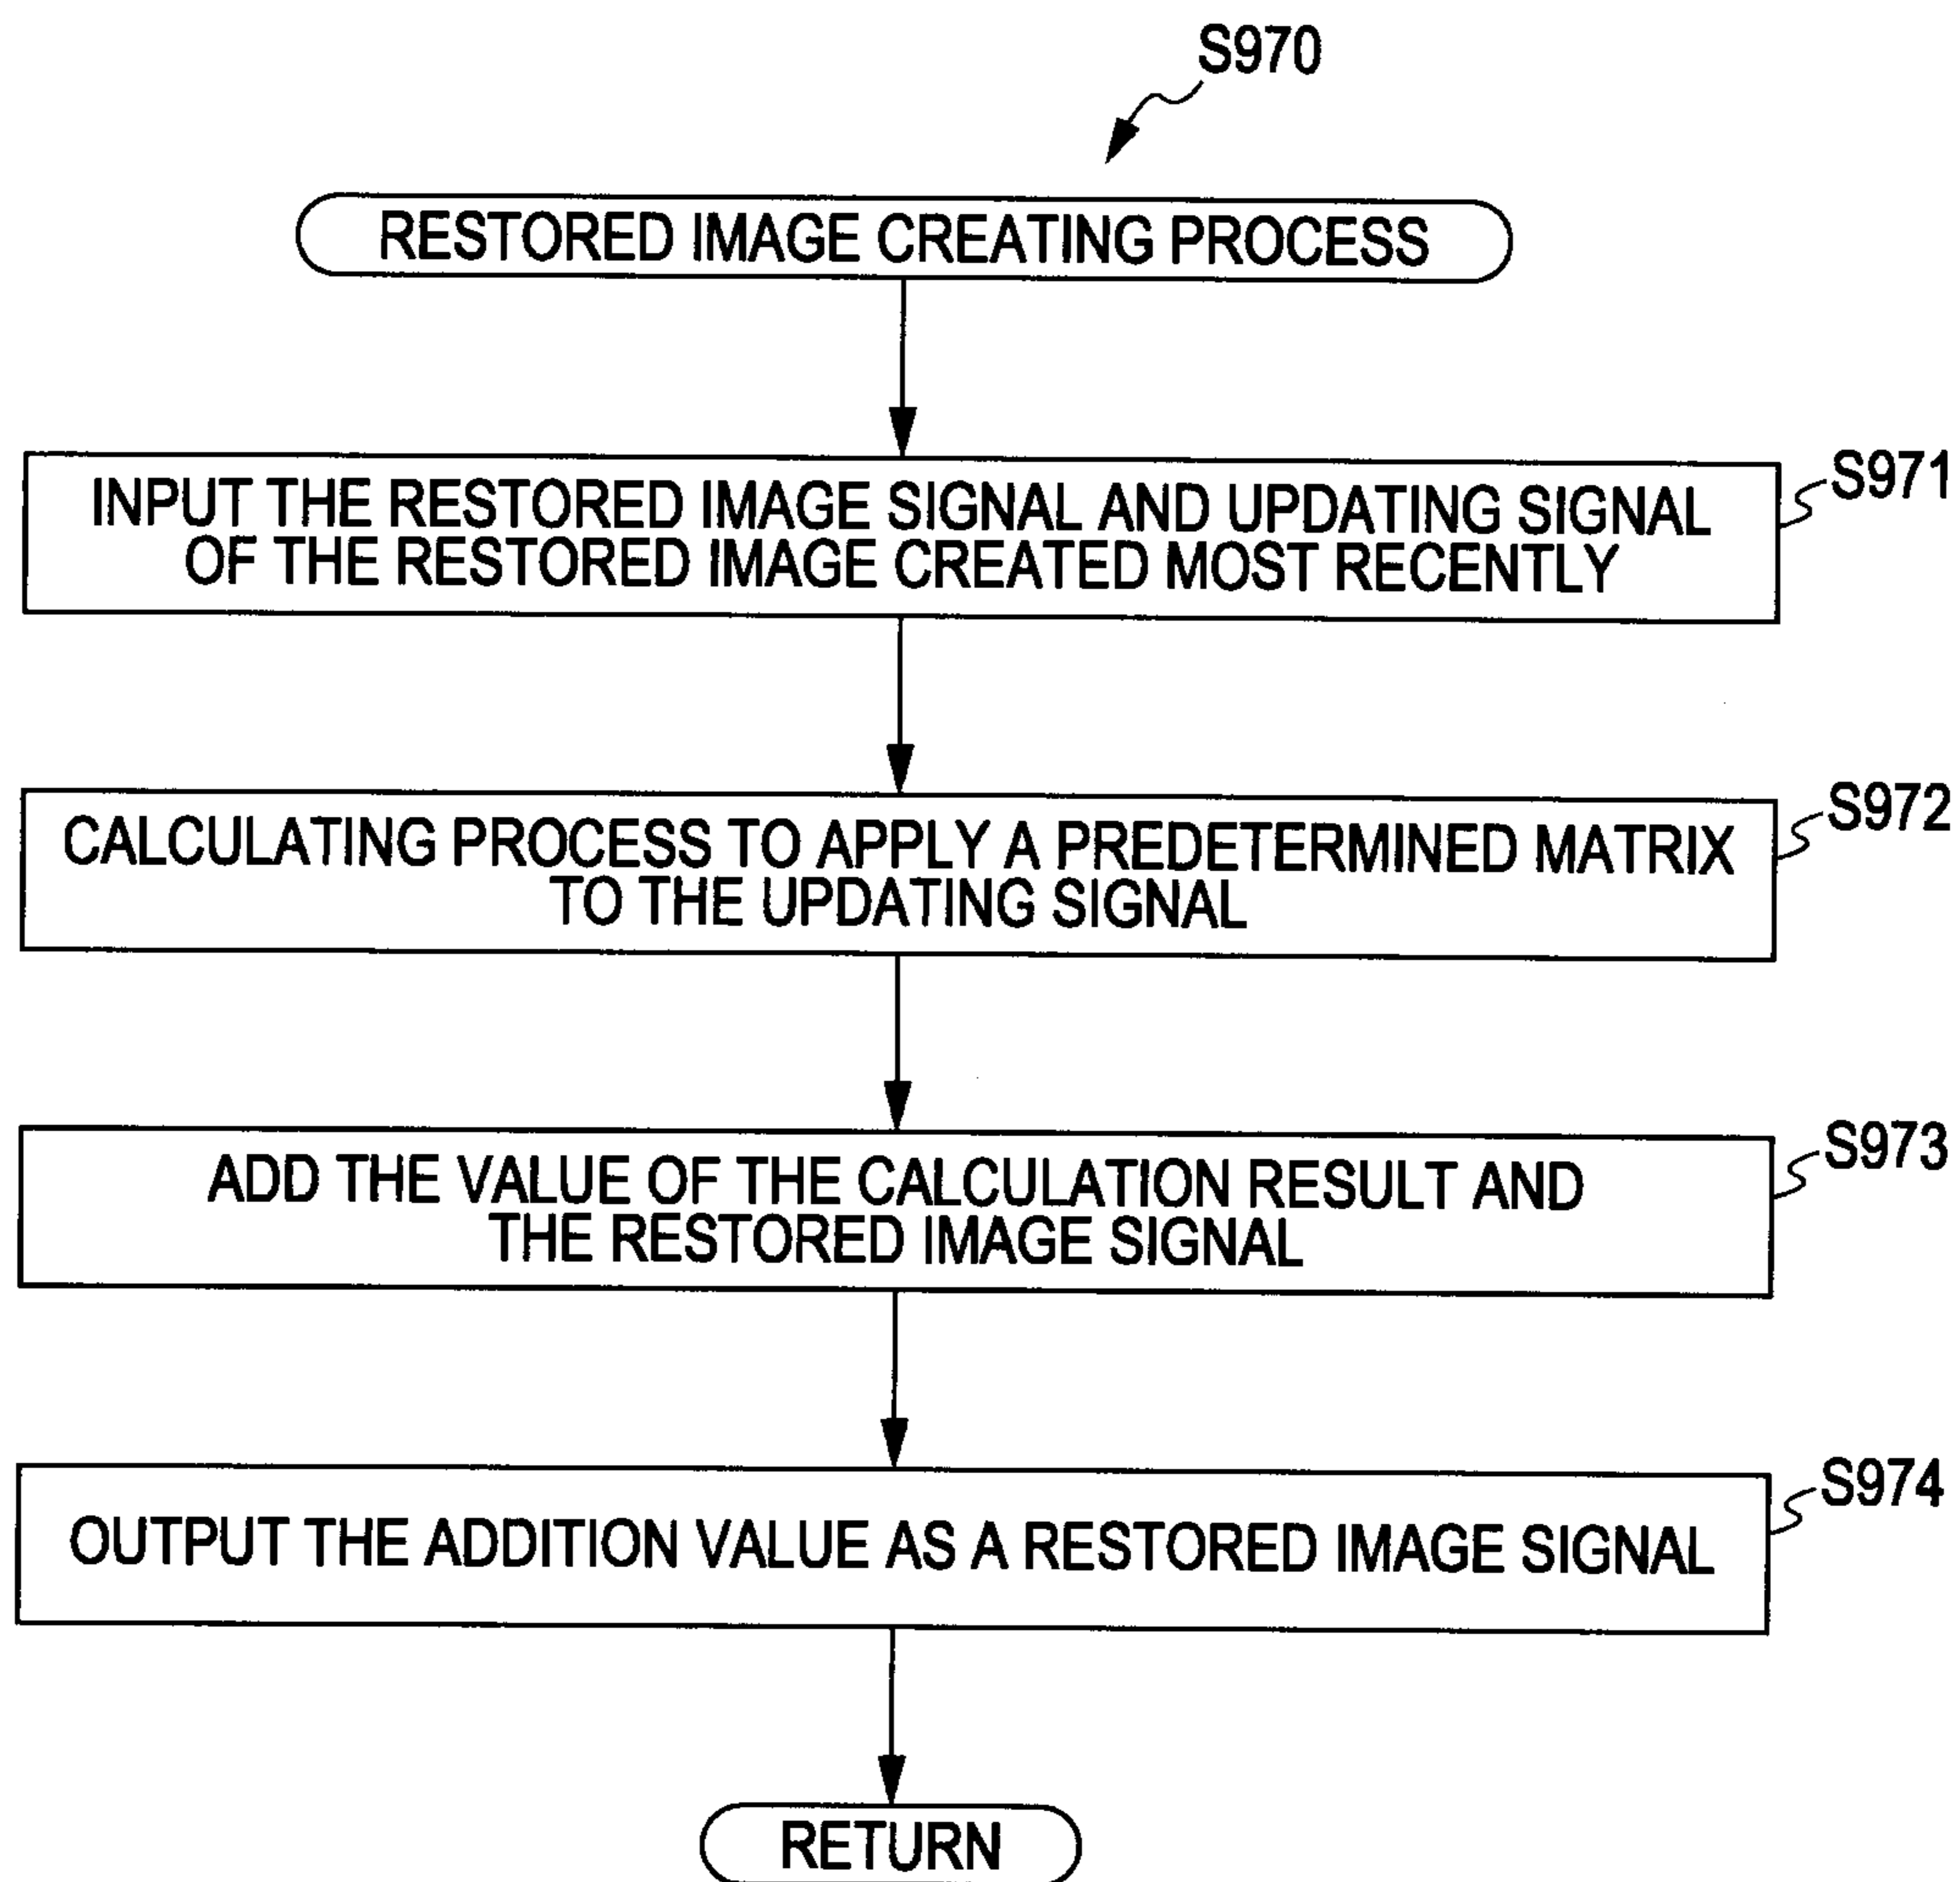 S970
RESTORED IMAGE CREATING PROCESS
S971
INPUT THE RESTORED IMAGE SIGNAL AND UPDATING SIGNAL
OF THE RESTORED IMAGE CREATED MOST RECENTLY
S972
CALCULATING PROCESS TO APPLY A PREDETERMINED MATRIX
TO THE UPDATING SIGNAL
S973
ADD THE VALUE OF THE CALCULATION RESULT AND
THE RESTORED IMAGE SIGNAL
S974
OUTPUT THE ADDITION VALUE AS A RESTORED IMAGE SIGNAL
RETURN